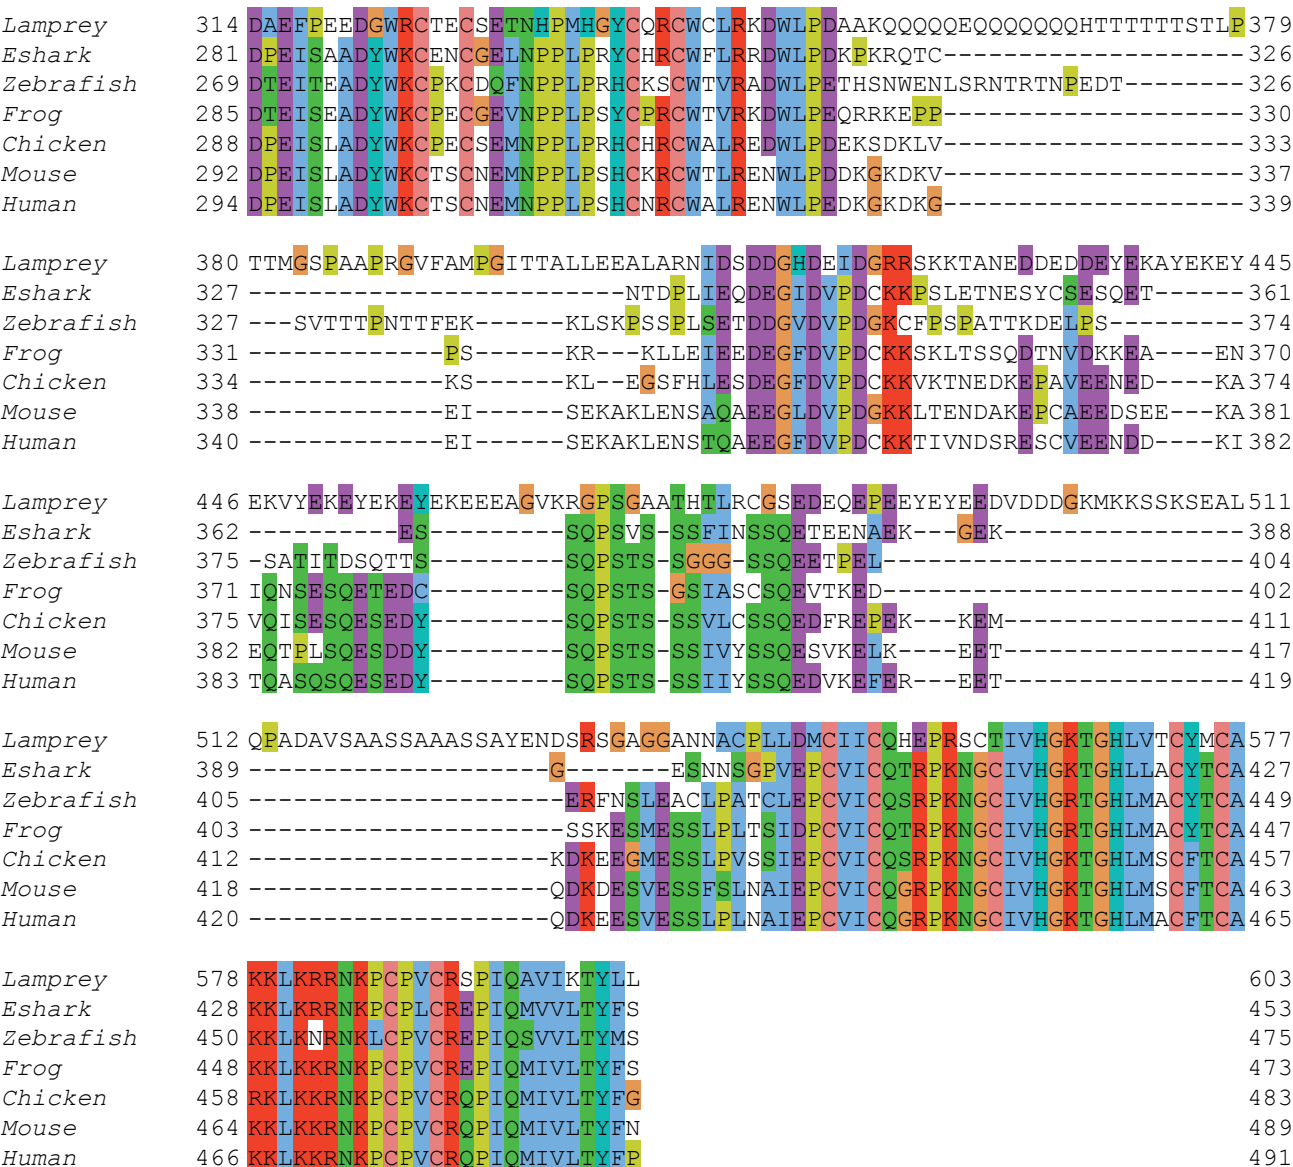 Lamprey 314 DAEFPEEDGWRCTECSETNHPMHGYCQRCWCLRKDWLPDAAKQQQQQEQQQQQQQHTTTTTTSTLP 379
Eshark 281 DPEISAADYWKCENCGELNPPLPRYCHRCWFLRRDWLPDKPKRQTC-------------------- 326
Zebrafish 269 DTEITEADYWKCPKCDQFNPPLPRHCKSCWTVRADWLPETHSNWENLSRNTRTNPEDT-------- 326
Frog 285 DTEISEADYWKCPECGEVNPPLPSYCPRCWTVRKDWLPEQRRKEPP-------------------- 330
Chicken 288 DPEISLADYWKCPECSEMNPPLPRHCHRCWALREDWLPDEKSDKLV-------------------- 333
Mouse 292 DPEISLADYWKCTSCNEMNPPLPSHCKRCWTLRENWLPDDKGKDKV-------------------- 337
Human 294 DPEISLADYWKCTSCNEMNPPLPSHCNRCWALRENWLPEDKGKDKG-------------------- 339
Lamprey 380 TTMGSPAAPRGVFAMPGITTALLEEALARNIDSDDGHDEIDGRRSKKTANEDDEDDEYEKAYEKEY 445
Eshark 327 -------------------------NTDPLIEQDEGIDVPDCKKPSLETNESYCSESQET------ 361
Zebrafish 327 ---SVTTTPNTTFEK------KLSKPSSPLSETDDGVDVPDGKCFPSPATTKDELPS--------- 374
Frog 331 -------------PS------KR---KLLEIEEDEGFDVPDCKKSKLTSSQDTNVDKKEA----EN 370
Chicken 334 -------------KS------KL--EGSFHLESDEGFDVPDCKKVKTNEDKEPAVEENED----KA 374
Mouse 338 -------------EI------SEKAKLENSAQAEEGLDVPDGKKLTENDAKEPCAEEDSEE----KA 381
Human 340 -------------EI------SEKAKLENSTQAEEGFDVPDCKKTIVNDSRESCVEENDD----KI 382
Lamprey 446 EKVYEKEYEKEYEKEEEAGVKRGPSGAATHTLRCGSEDEQEPEEYEYEEDVDDDGKMKKSSKSEAL 511
Eshark 362 ----------ES---------SQPSVS-SSFINSSQETEENAEK---GEK---------------- 388
Zebrafish 375 -SATITDSQTTS---------SQPSTS-SGGG-SSQEETPEL------------------------ 404
Frog 371 IQNSESQETEDC---------SQPSTS-GSIASCSQEVTKED------------------------ 402
Chicken 375 VQISESQESEDY---------SQPSTS-SSVLCSSQEDFREPEK---KEM---------------- 411
Mouse 382 EQTPLSQESDDY---------SQPSTS-SSIVYSSQESVKELK----EET---------------- 417
Human 383 TQASQSQESEDY---------SQPSTS-SSIIYSSQEDVKEFER---EET---------------- 419
Lamprey 512 QPADAVSAASSAAASSAYENDSRSGAGGANNACPLLDMCIICQHEPRSCTIVHGKTGHLVTCYMCA 577
Eshark 389 --------------------G-------ESNNSGPVEPCVICQTRPKNGCIVHGKTGHLLACYTCA 427
Zebrafish 405 ---------------------ERFNSLEACLPATCLEPCVICQSRPKNGCIVHGRTGHLMACYTCA 449
Frog 403 ---------------------SSKESMESSLPLTSIDPCVICQTRPKNGCIVHGRTGHLMACYTCA 447
Chicken 412 --------------------KDKEEGMESSLPVSSIEPCVICQSRPKNGCIVHGKTGHLMSCFTCA 457
Mouse 418 --------------------QDKDESVESSFSLNAIEPCVICQGRPKNGCIVHGKTGHLMSCFTCA 463
Human 420 --------------------QDKEESVESSLPLNAIEPCVICQGRPKNGCIVHGKTGHLMACFTCA 465
Lamprey 578 KKLKRRNKPCPVCRSPIQAVIKTYLL 603
Eshark 428 KKLKRRNKPCPLCREPIQMVVLTYFS 453
Zebrafish 450 KKLKNRNKLCPVCREPIQSVVLTYMS 475
Frog 448 KKLKKRNKPCPVCREPIQMIVLTYFS 473
Chicken 458 RKLKKRNKPCPVCRQPIQMIVLTYFG 483
Mouse 464 KKLKKRNKPCPVCRQPIQMIVLTYFN 489
Human 466 KKLKKRNKPCPVCRQPIQMIVLTYFP 491